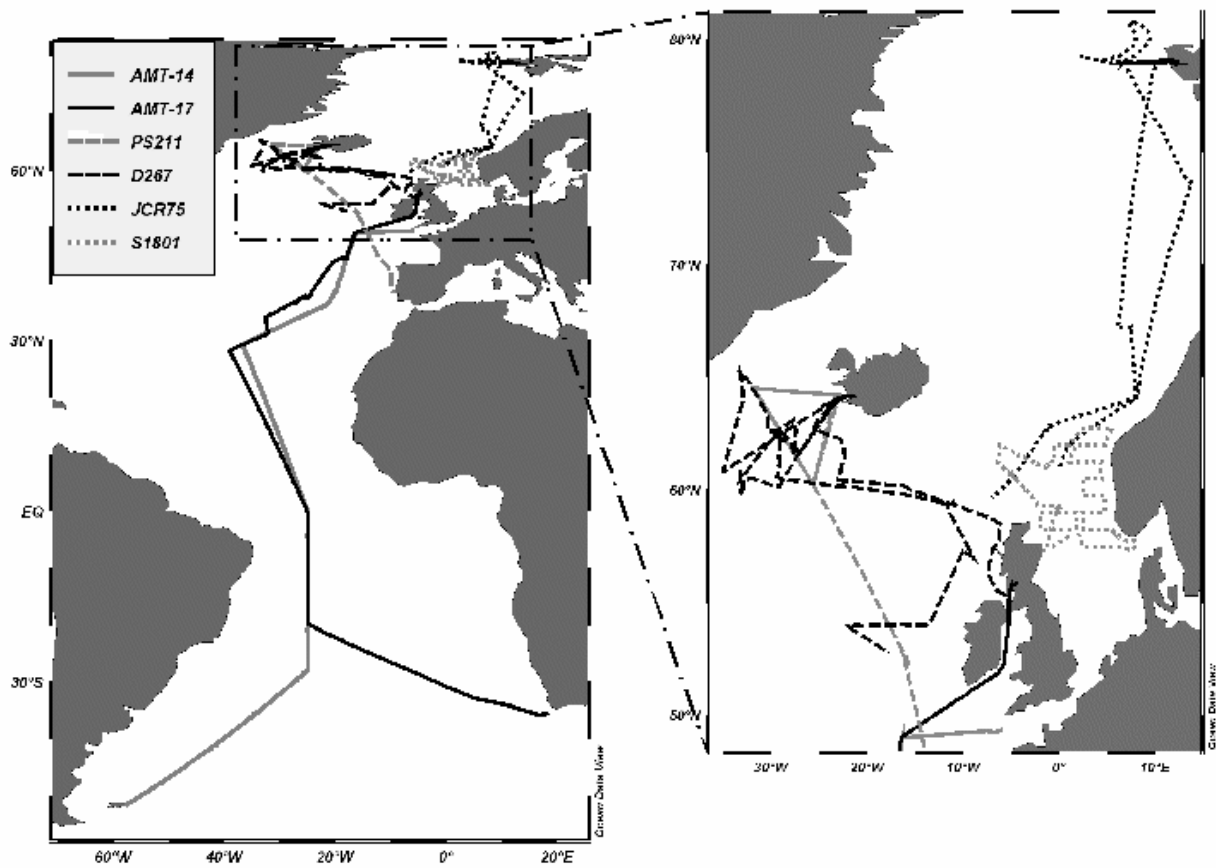 AMT-14
AMT-17
PS211
D267
JCR75
S1801
60°N
30°N
EQ
30°S
60°W
40°W
20°W
0°
20°E
Ocean Data View
80°N
70°N
60°N
50°N
30°W
20°W
10°W
0°
10°E
Ocean Data View